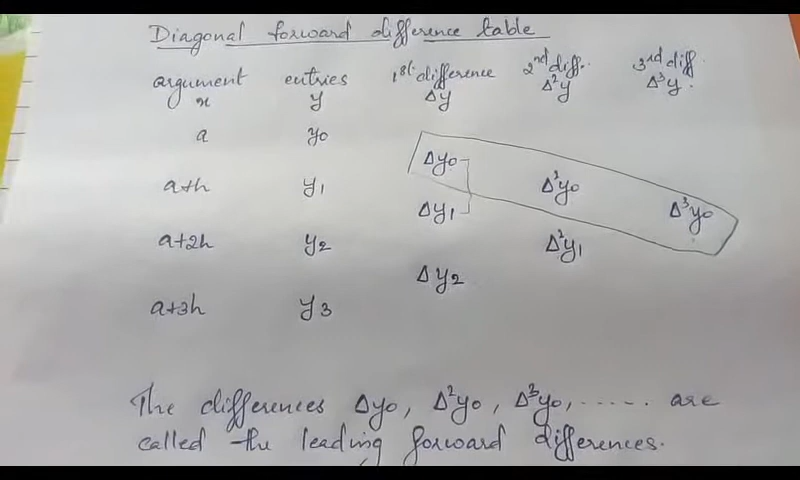 Diagonal forward difference table
argument entries 1st difference 2nd diff. 3rd diff.
x y Δy Δ²y Δ³y.
a y₀
Δy₀
a+h y₁ Δ²y₀
Δy₁ Δ³y₀
a+2h y₂ Δ²y₁
Δy₂
a+3h y₃
The differences Δy₀, Δ²y₀, Δ³y₀, ...... are
called the leading forward differences.